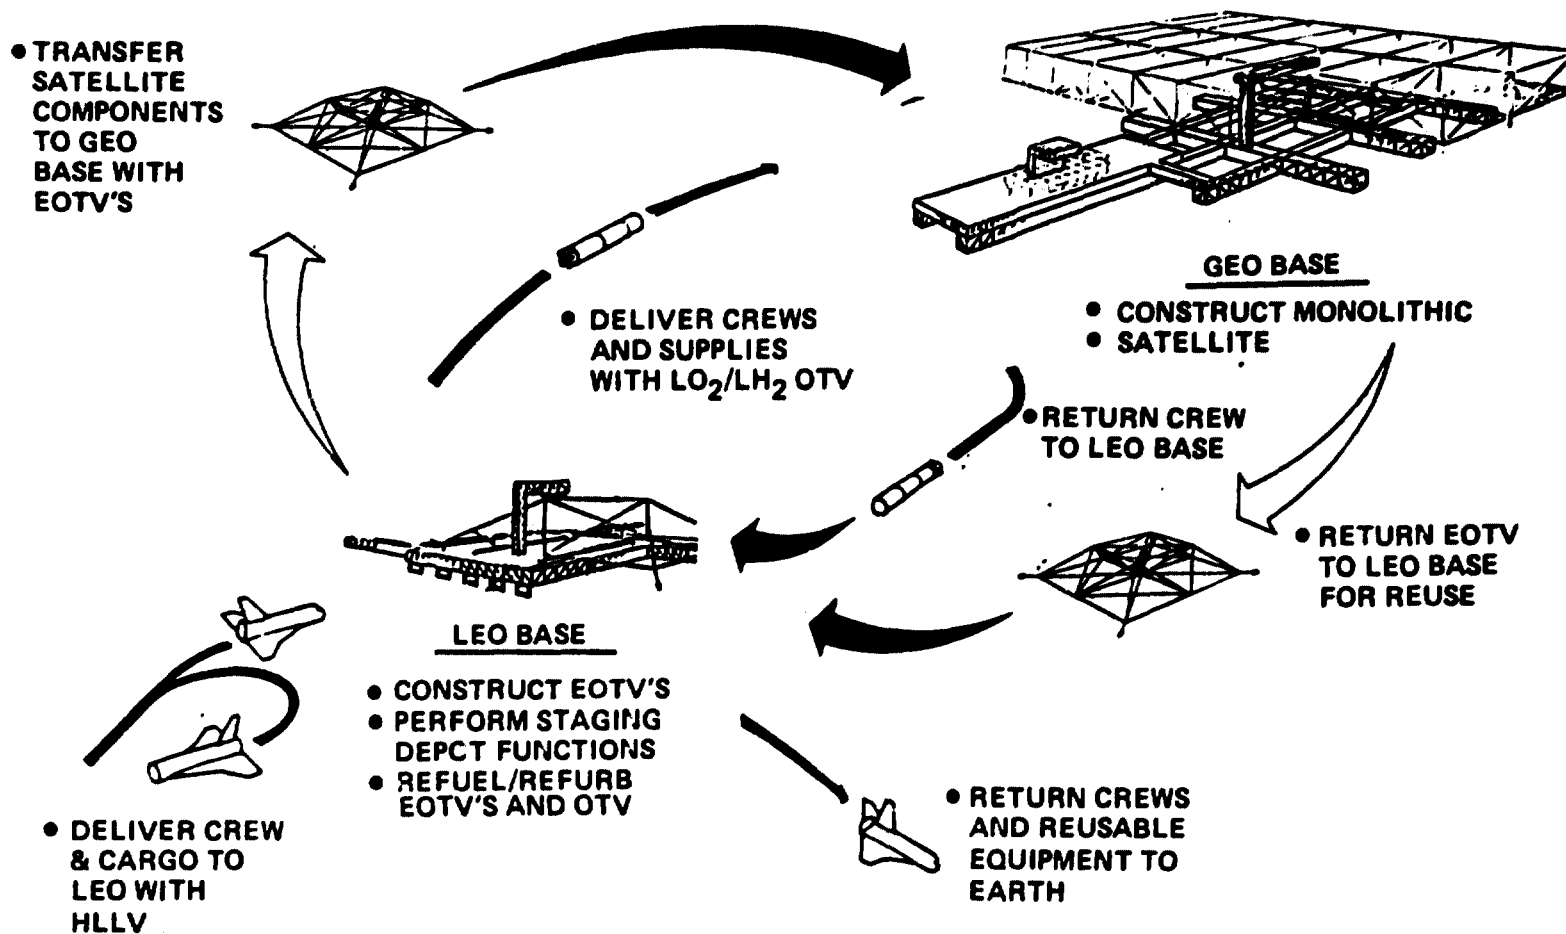 • TRANSFER
SATELLITE
COMPONENTS
TO GEO
BASE WITH
EOTV'S
• DELIVER CREWS
AND SUPPLIES
WITH LO₂/LH₂ OTV
GEO BASE
• CONSTRUCT MONOLITHIC
• SATELLITE
• RETURN CREW
TO LEO BASE
• RETURN EOTV
TO LEO BASE
FOR REUSE
LEO BASE
• CONSTRUCT EOTV'S
• PERFORM STAGING
DEPCT FUNCTIONS
• REFUEL/REFURB
EOTV'S AND OTV
• DELIVER CREW
& CARGO TO
LEO WITH
HLLV
• RETURN CREWS
AND REUSABLE
EQUIPMENT TO
EARTH